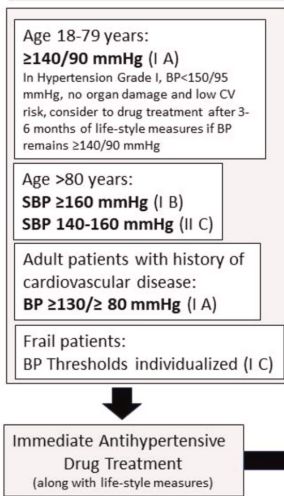 Age 18-79 years:
≥140/90 mmHg (I A)
In Hypertension Grade I, BP<150/95
mmHg, no organ damage and low CV
risk, consider to drug treatment after 3-
6 months of life-style measures if BP
remains ≥140/90 mmHg
Age >80 years:
SBP ≥160 mmHg (I B)
SBP 140-160 mmHg (II C)
Adult patients with history of
cardiovascular disease:
BP ≥130/≥ 80 mmHg (I A)
Frail patients:
BP Thresholds individualized (I C)
Immediate Antihypertensive
Drug Treatment
(along with life-style measures)